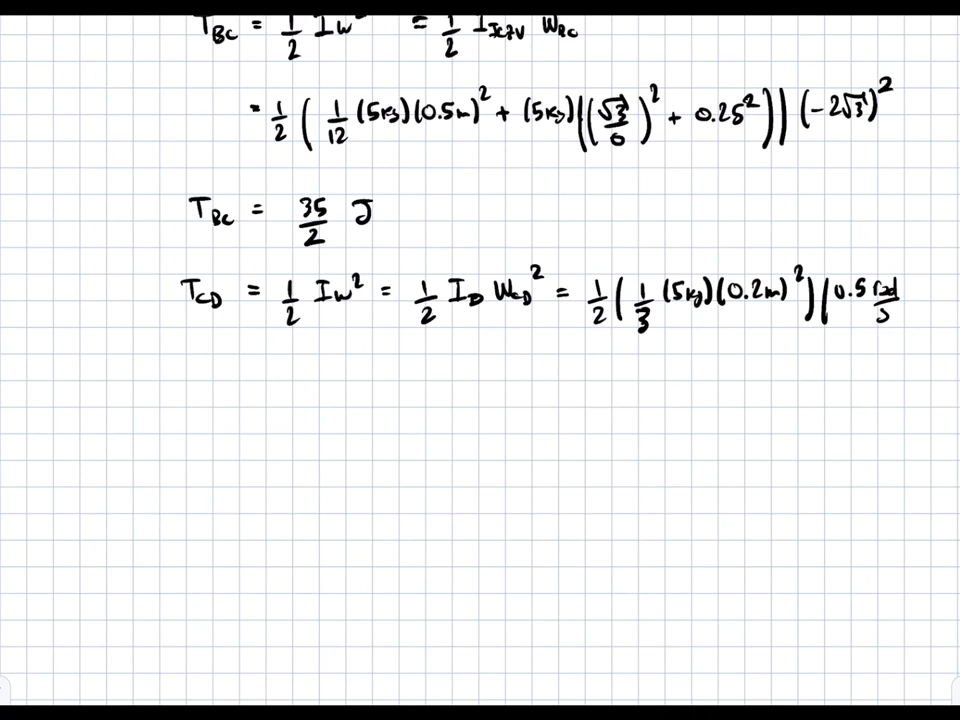 T_BC = 1/2 Iω² = 1/2 I_ICZV ω_BC
= 1/2 ( 1/12 (5kg)(0.5m)² + (5kg)((√3/6)² + 0.25²))(-2√3)²
T_BC = 35/2 J
T_CD = 1/2 Iω² = 1/2 I_D ω_CD² = 1/2 ( 1/3 (5kg)(0.2m)²)(0.5 rad/s